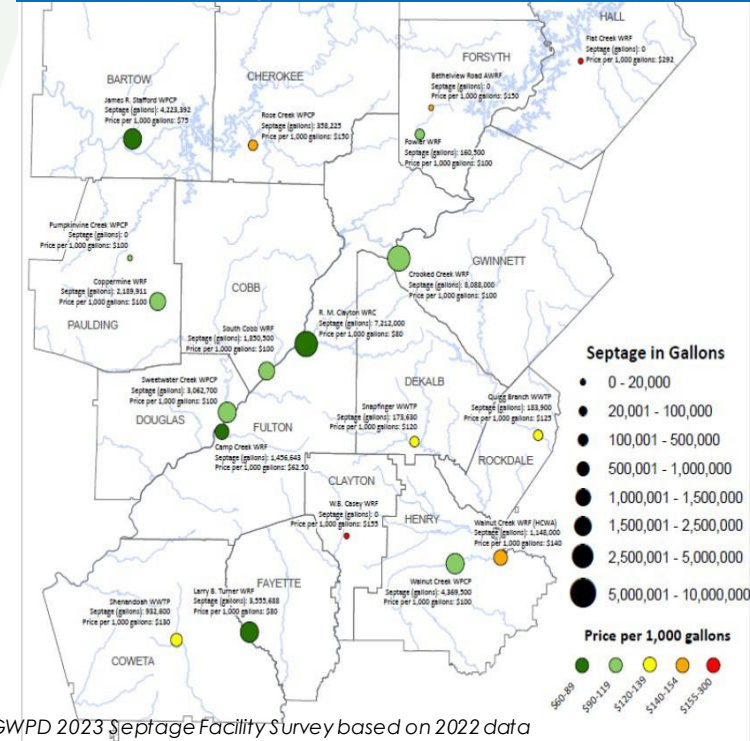 HALL
Flat Creek WRF
Septage (gallons): 0
Price per 1,000 gallons: $292
FORSYTH
Bethelview Road AWRF
Septage (gallons): 0
Price per 1,000 gallons: $150
BARTOW
James R. Stafford WPCP
Septage (gallons): 4,223,392
Price per 1,000 gallons: $75
CHEROKEE
Rose Creek WPCP
Septage (gallons): 358,225
Price per 1,000 gallons: $150
Fowler WRF
Septage (gallons): 160,500
Price per 1,000 gallons: $100
Pumpkinvine Creek WPCP
Septage (gallons): 0
Price per 1,000 gallons: $100
Coppermine WRF
Septage (gallons): 2,189,911
Price per 1,000 gallons: $100
PAULDING
COBB
GWINNETT
Crooked Creek WRF
Septage (gallons): 8,088,000
Price per 1,000 gallons: $100
R. M. Clayton WRC
Septage (gallons): 7,212,000
Price per 1,000 gallons: $80
South Cobb WRF
Septage (gallons): 1,850,500
Price per 1,000 gallons: $100
Sweetwater Creek WPCP
Septage (gallons): 3,062,700
Price per 1,000 gallons: $100
DOUGLAS
FULTON
Camp Creek WRF
Septage (gallons): 1,456,643
Price per 1,000 gallons: $62.50
DEKALB
Snapfinger WWTP
Septage (gallons): 173,630
Price per 1,000 gallons: $120
Quigg Branch WWTP
Septage (gallons): 183,900
Price per 1,000 gallons: $125
ROCKDALE
CLAYTON
W.B. Casey WRF
Septage (gallons): 0
Price per 1,000 gallons: $155
HENRY
Walnut Creek WRF (HCWA)
Septage (gallons): 1,148,000
Price per 1,000 gallons: $140
Walnut Creek WPCP
Septage (gallons): 4,369,500
Price per 1,000 gallons: $100
FAYETTE
Larry B. Turner WRF
Septage (gallons): 3,555,688
Price per 1,000 gallons: $80
Shenandoah WWTP
Septage (gallons): 932,600
Price per 1,000 gallons: $130
COWETA
Septage in Gallons
0 - 20,000
20,001 - 100,000
100,001 - 500,000
500,001 - 1,000,000
1,000,001 - 1,500,000
1,500,001 - 2,500,000
2,500,001 - 5,000,000
5,000,001 - 10,000,000
Price per 1,000 gallons
$60-89
$90-119
$120-139
$140-154
$155-300
GWPD 2023 Septage Facility Survey based on 2022 data